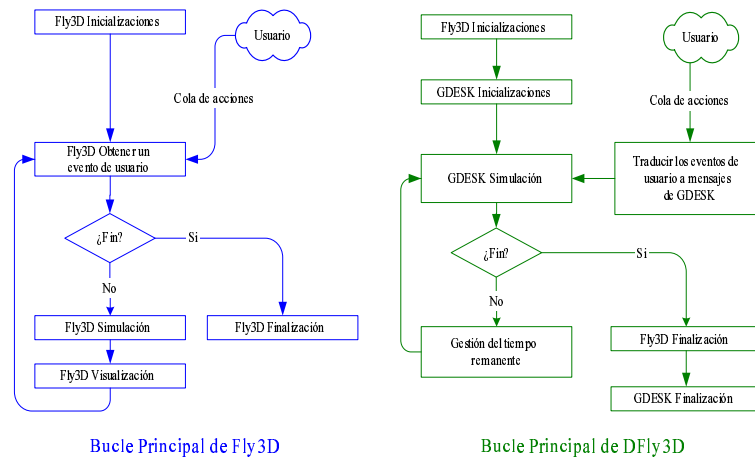 Fly3D Inicializaciones
Usuario
Cola de acciones
Fly3D Obtener un
evento de usuario
¿Fin?
Si
No
Fly3D Simulación
Fly3D Finalización
Fly3D Visualización
Bucle Principal de Fly3D
Fly3D Inicializaciones
Usuario
GDESK Inicializaciones
Cola de acciones
GDESK Simulación
Traducir los eventos de
usuario a mensajes
de GDESK
¿Fin?
Si
No
Gestión del tiempo
remanente
Fly3D Finalización
GDESK Finalización
Bucle Principal de DFly3D